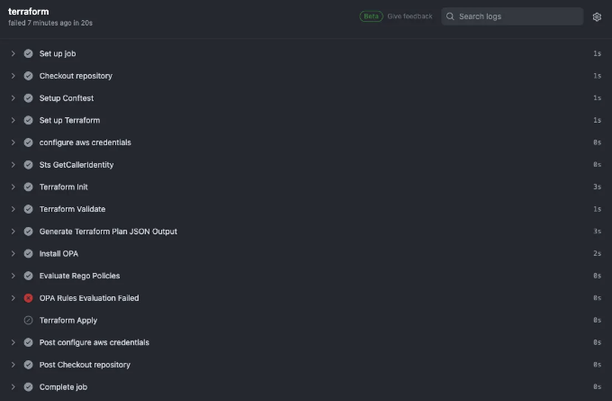 terraform
failed 7 minutes ago in 20s
Beta Give feedback
Search logs
Set up job 1s
Checkout repository 1s
Setup Conftest 1s
Set up Terraform 1s
configure aws credentials 0s
Sts GetCallerIdentity 0s
Terraform Init 3s
Terraform Validate 1s
Generate Terraform Plan JSON Output 3s
Install OPA 2s
Evaluate Rego Policies 0s
OPA Rules Evaluation Failed 0s
Terraform Apply 0s
Post configure aws credentials 0s
Post Checkout repository 0s
Complete job 0s